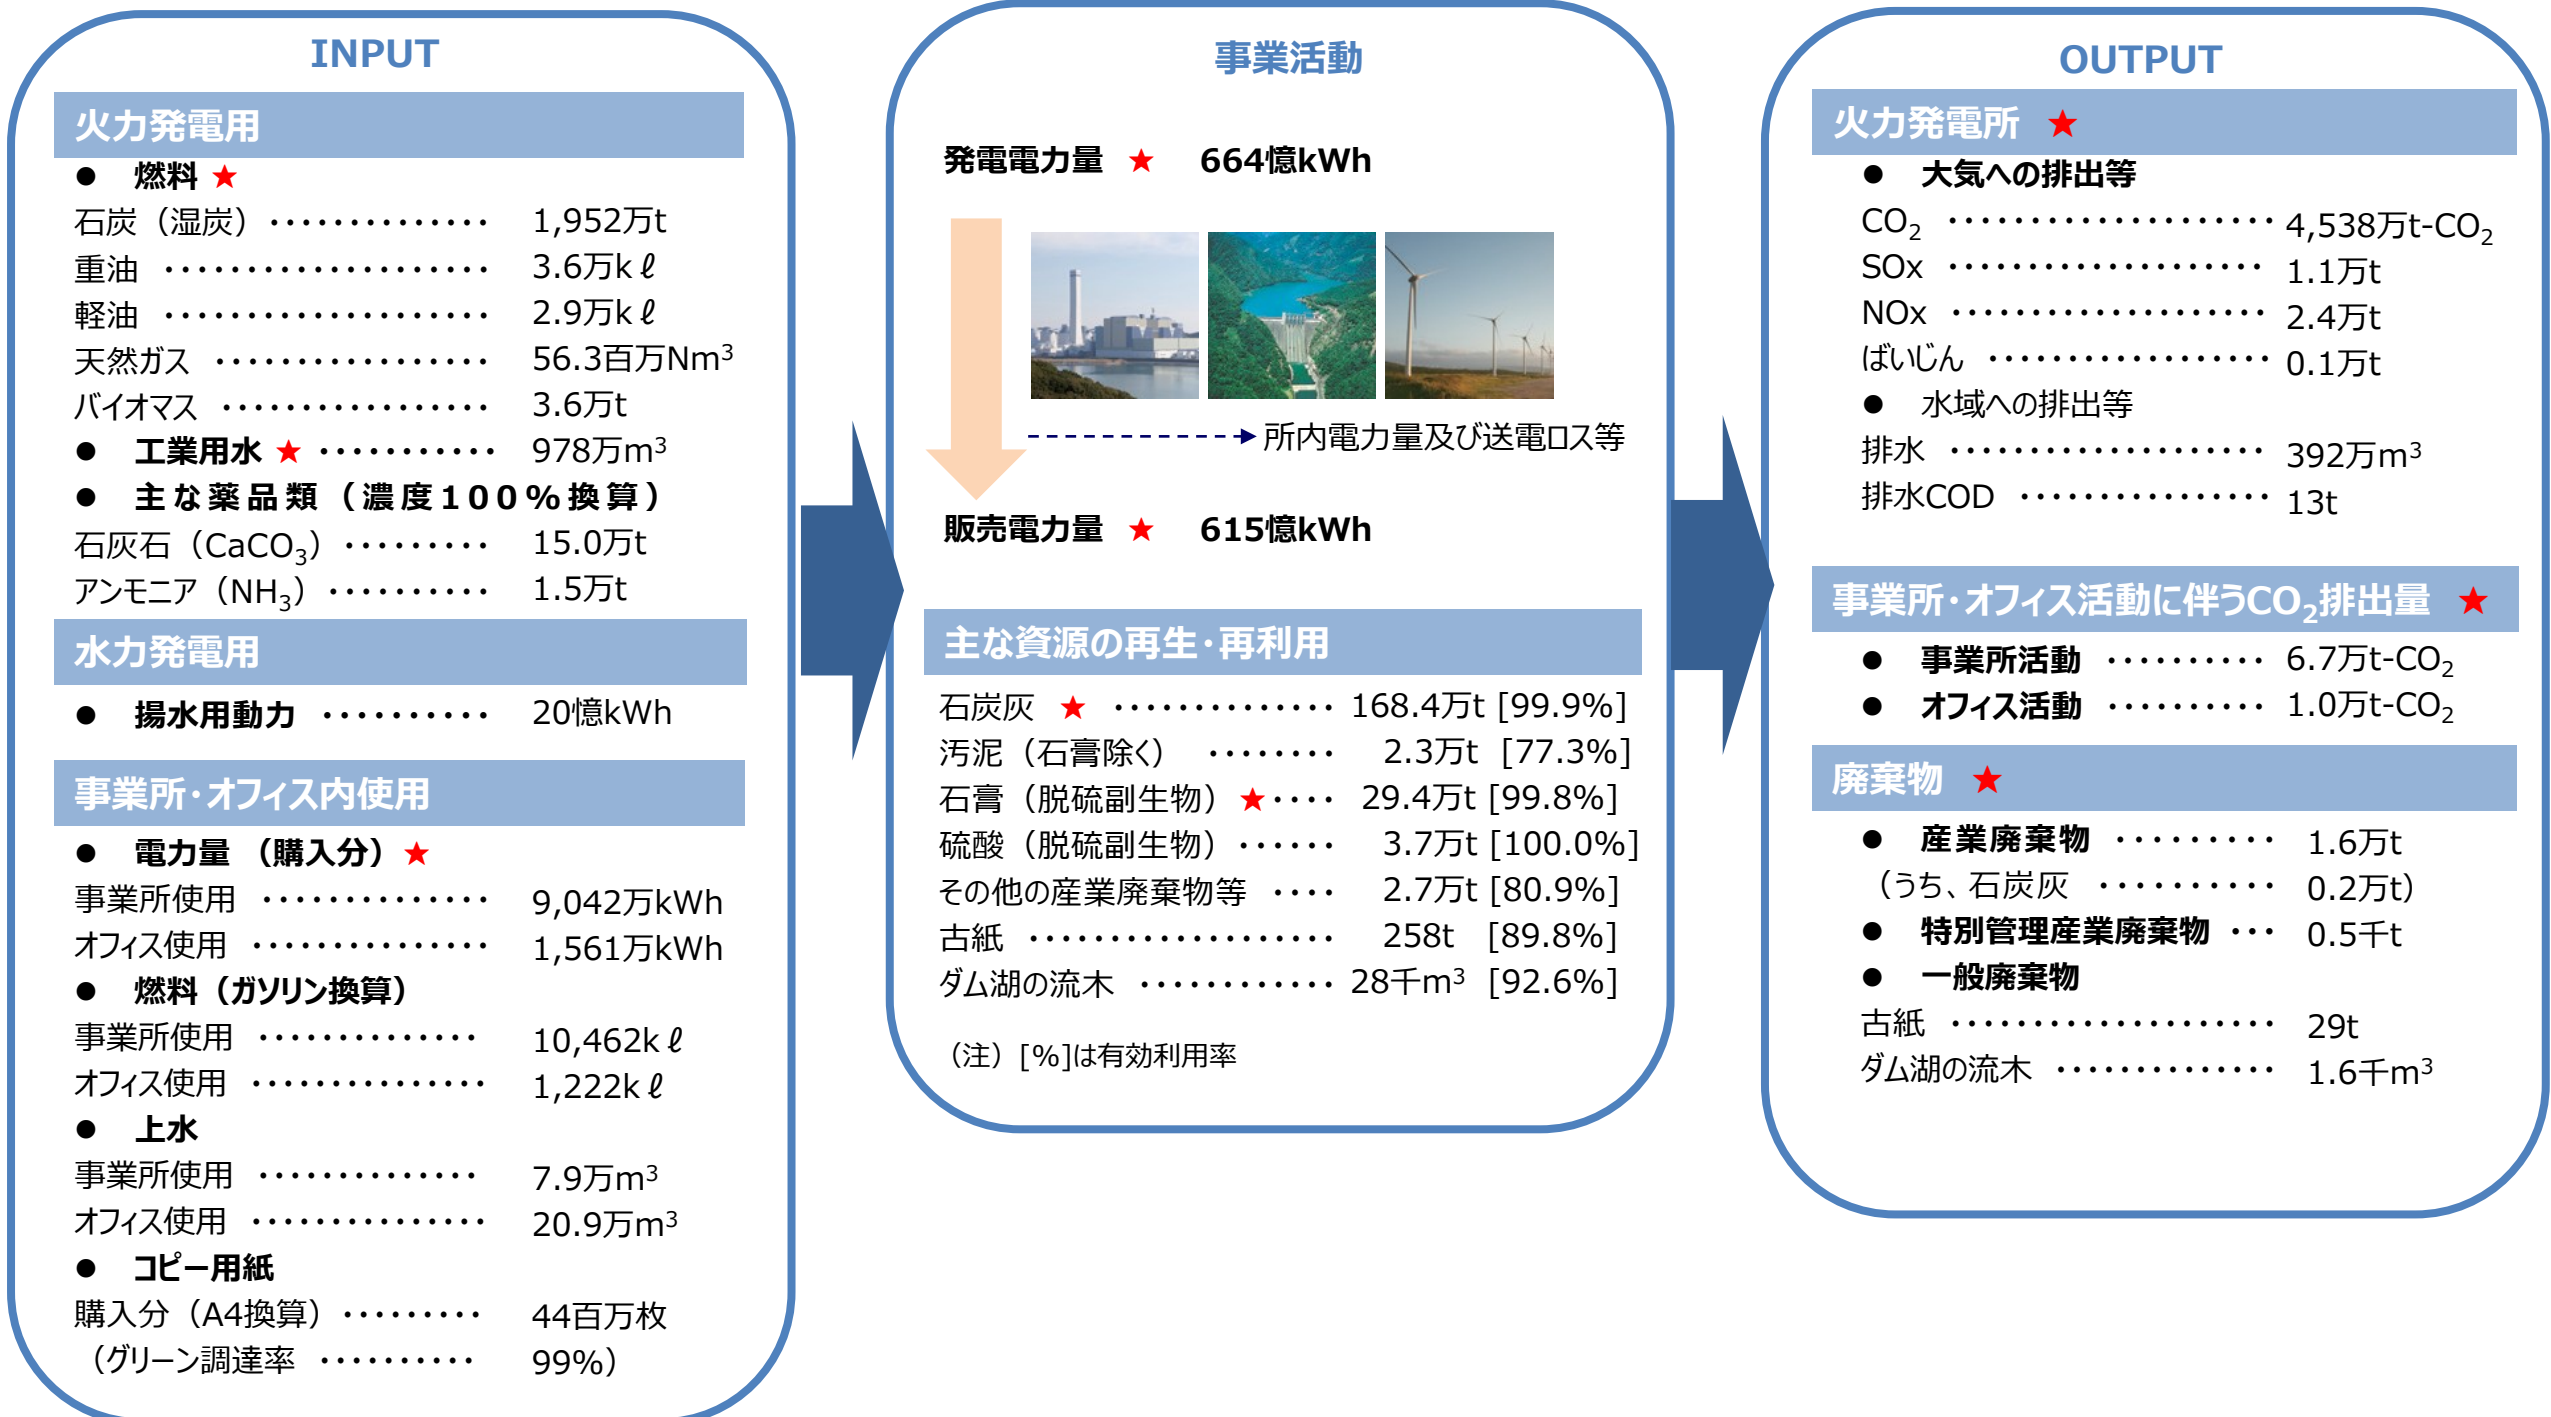 INPUT
火力発電用
● 燃料 ★
石炭（湿炭）・・・・・・・・・・・・・・ 1,952万t
重油 ・・・・・・・・・・・・・・・・・・・・ 3.6万kℓ
軽油 ・・・・・・・・・・・・・・・・・・・・ 2.9万kℓ
天然ガス ・・・・・・・・・・・・・・・・・ 56.3百万Nm³
バイオマス ・・・・・・・・・・・・・・・・・ 3.6万t
● 工業用水 ★ ・・・・・・・・・・・ 978万m³
● 主な薬品類（濃度100%換算）
石灰石（CaCO₃）・・・・・・・・・ 15.0万t
アンモニア（NH₃）・・・・・・・・・・ 1.5万t
水力発電用
● 揚水用動力 ・・・・・・・・・・ 20億kWh
事業所・オフィス内使用
● 電力量 （購入分）★
事業所使用 ・・・・・・・・・・・・・・ 9,042万kWh
オフィス使用 ・・・・・・・・・・・・・・・ 1,561万kWh
● 燃料（ガソリン換算）
事業所使用 ・・・・・・・・・・・・・・ 10,462kℓ
オフィス使用 ・・・・・・・・・・・・・・・ 1,222kℓ
● 上水
事業所使用 ・・・・・・・・・・・・・・ 7.9万m³
オフィス使用 ・・・・・・・・・・・・・・・ 20.9万m³
● コピー用紙
購入分（A4換算）・・・・・・・・・ 44百万枚
（グリーン調達率 ・・・・・・・・・・ 99%）
事業活動
発電電力量 ★ 664億kWh
所内電力量及び送電ロス等
販売電力量 ★ 615億kWh
主な資源の再生・再利用
石炭灰 ★ ・・・・・・・・・・・・・・ 168.4万t [99.9%]
汚泥（石膏除く） ・・・・・・・・ 2.3万t [77.3%]
石膏（脱硫副生物）★・・・・ 29.4万t [99.8%]
硫酸（脱硫副生物）・・・・・・ 3.7万t [100.0%]
その他の産業廃棄物等 ・・・・ 2.7万t [80.9%]
古紙 ・・・・・・・・・・・・・・・・・・・ 258t [89.8%]
ダム湖の流木 ・・・・・・・・・・・・ 28千m³ [92.6%]
（注）[%]は有効利用率
OUTPUT
火力発電所 ★
● 大気への排出等
CO₂ ・・・・・・・・・・・・・・・・・・・・・ 4,538万t-CO₂
SOx ・・・・・・・・・・・・・・・・・・・・ 1.1万t
NOx ・・・・・・・・・・・・・・・・・・・・ 2.4万t
ばいじん ・・・・・・・・・・・・・・・・・・ 0.1万t
● 水域への排出等
排水 ・・・・・・・・・・・・・・・・・・・・ 392万m³
排水COD ・・・・・・・・・・・・・・・・ 13t
事業所・オフィス活動に伴うCO₂排出量 ★
● 事業所活動 ・・・・・・・・・・ 6.7万t-CO₂
● オフィス活動 ・・・・・・・・・・ 1.0万t-CO₂
廃棄物 ★
● 産業廃棄物 ・・・・・・・・・・ 1.6万t
（うち、石炭灰 ・・・・・・・・・・・ 0.2万t）
● 特別管理産業廃棄物 ・・・ 0.5千t
● 一般廃棄物
古紙 ・・・・・・・・・・・・・・・・・・・・ 29t
ダム湖の流木 ・・・・・・・・・・・・・・ 1.6千m³